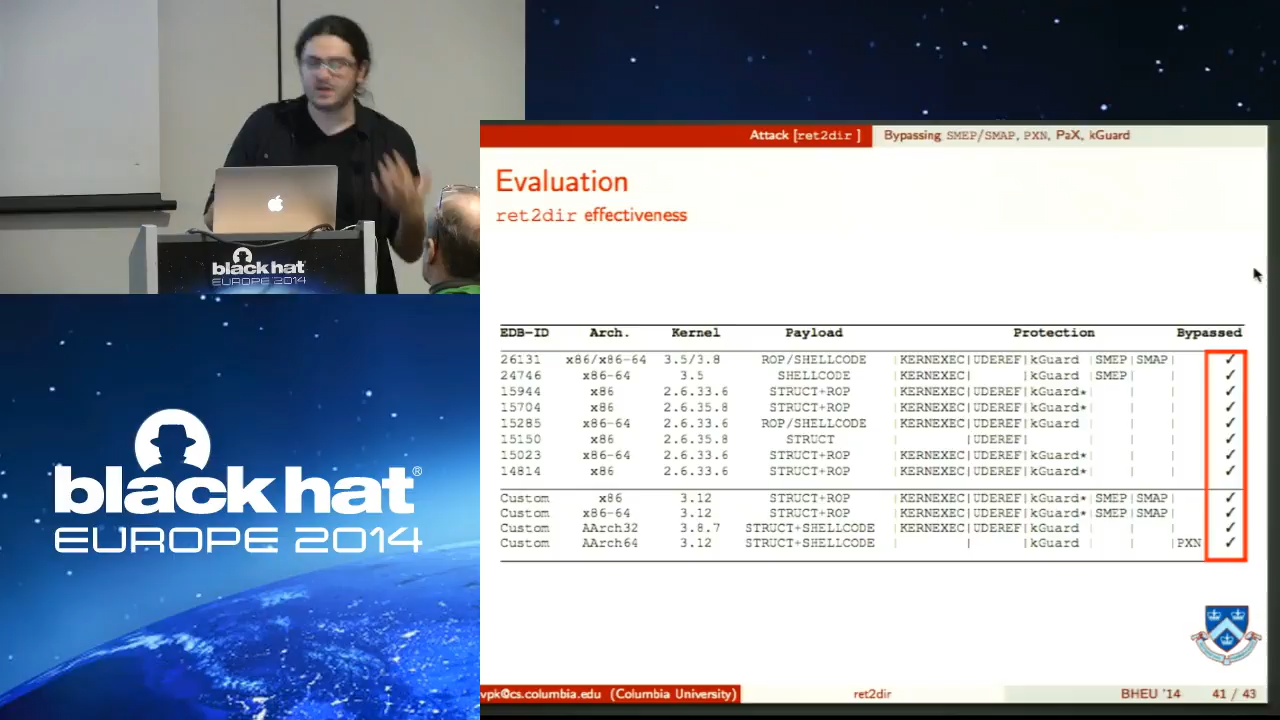 black hat
EUROPE 2014
black hat®
EUROPE 2014
Attack [ret2dir ] Bypassing SMEP/SMAP, PXN, PaX, kGuard
Evaluation
ret2dir effectiveness
EDB-ID Arch. Kernel Payload Protection Bypassed
26131 x86/x86-64 3.5/3.8 ROP/SHELLCODE |KERNEXEC|UDEREF|kGuard |SMEP|SMAP| ✓
24746 x86-64 3.5 SHELLCODE |KERNEXEC| |kGuard |SMEP| | ✓
15944 x86 2.6.33.6 STRUCT+ROP |KERNEXEC|UDEREF|kGuard*| | | ✓
15704 x86 2.6.35.8 STRUCT+ROP |KERNEXEC|UDEREF|kGuard*| | | ✓
15285 x86-64 2.6.33.6 ROP/SHELLCODE |KERNEXEC|UDEREF|kGuard | | | ✓
15150 x86 2.6.35.8 STRUCT | |UDEREF| | | | ✓
15023 x86-64 2.6.33.6 STRUCT+ROP |KERNEXEC|UDEREF|kGuard*| | | ✓
14814 x86 2.6.33.6 STRUCT+ROP |KERNEXEC|UDEREF|kGuard*| | | ✓
Custom x86 3.12 STRUCT+ROP |KERNEXEC|UDEREF|kGuard*|SMEP|SMAP| ✓
Custom x86-64 3.12 STRUCT+ROP |KERNEXEC|UDEREF|kGuard*|SMEP|SMAP| ✓
Custom AArch32 3.8.7 STRUCT+SHELLCODE |KERNEXEC|UDEREF|kGuard | | | ✓
Custom AArch64 3.12 STRUCT+SHELLCODE | | |kGuard | | |PXN ✓
vpk@cs.columbia.edu (Columbia University) ret2dir BHEU '14 41 / 43